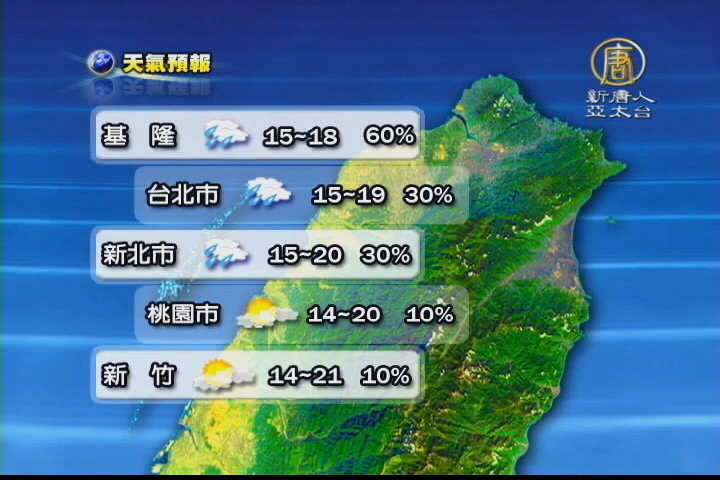 天氣預報
唐
新唐人
亞太台
基 隆 15~18 60%
台北市 15~19 30%
新北市 15~20 30%
桃園市 14~20 10%
新 竹 14~21 10%